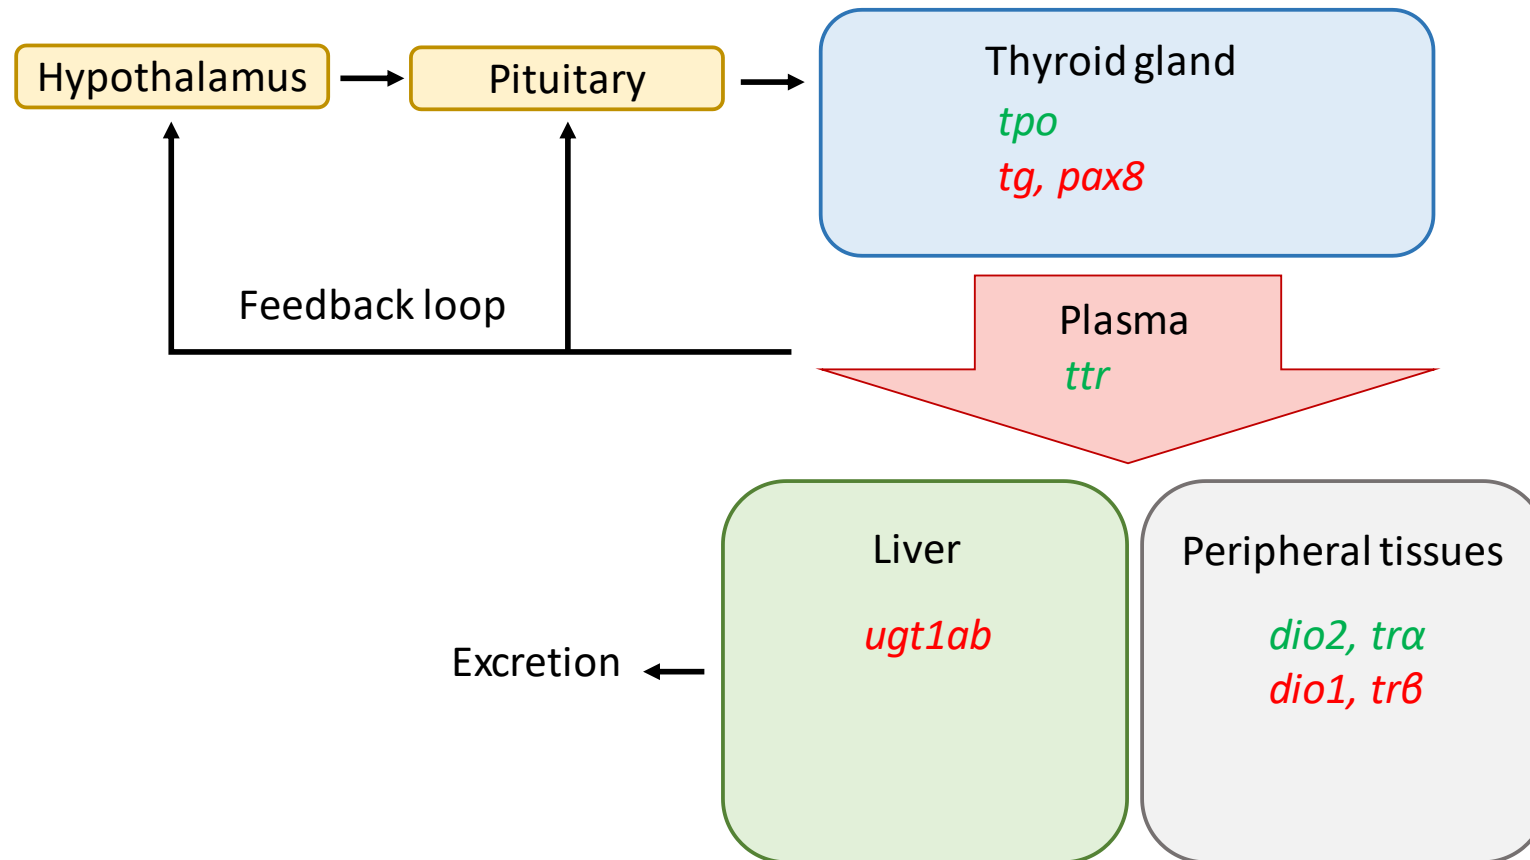 Hypothalamus
Pituitary
Thyroid gland
tpo
tg, pax8
Feedback loop
Plasma
ttr
Liver
ugt1ab
Excretion
Peripheral tissues
dio2, trα
dio1, trβ